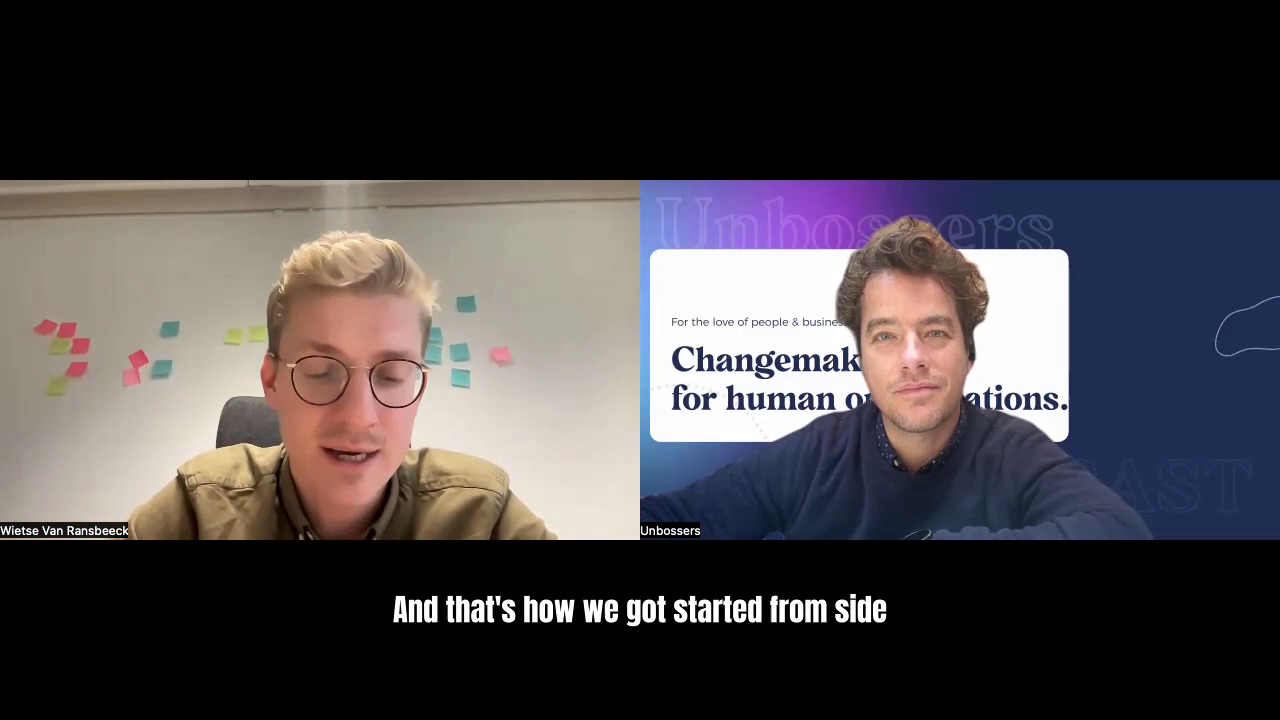 Unbossers
For the love of people & business
Changemak
for human o ations.
AST
Wietse Van Ransbeeck
Unbossers
And that's how we got started from side